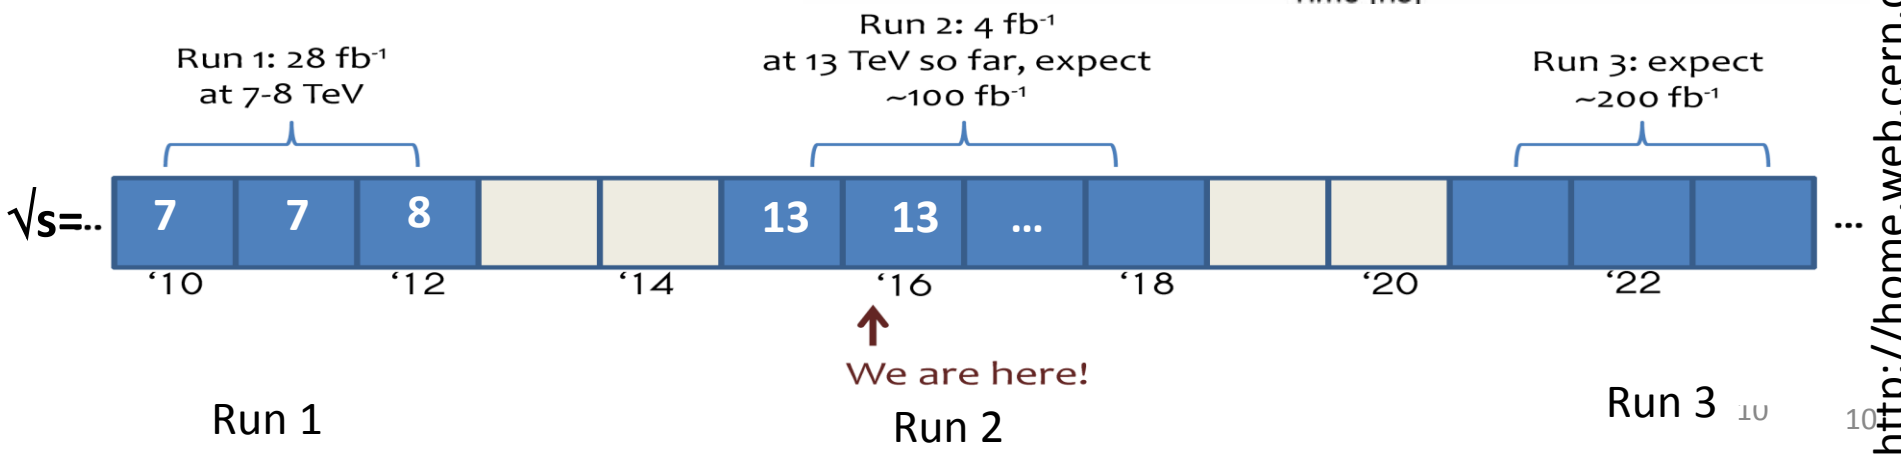 Run 1: 28 fb-1
at 7-8 TeV
Run 2: 4 fb-1
at 13 TeV so far, expect
~100 fb-1
Run 3: expect
~200 fb-1
√s=..
7 7 8 13 13 ...
...
‘10 ‘12 ‘14 ‘16 ‘18 ‘20 ‘22
We are here!
Run 1
Run 2
Run 3
10
10
http://home.web.cern.